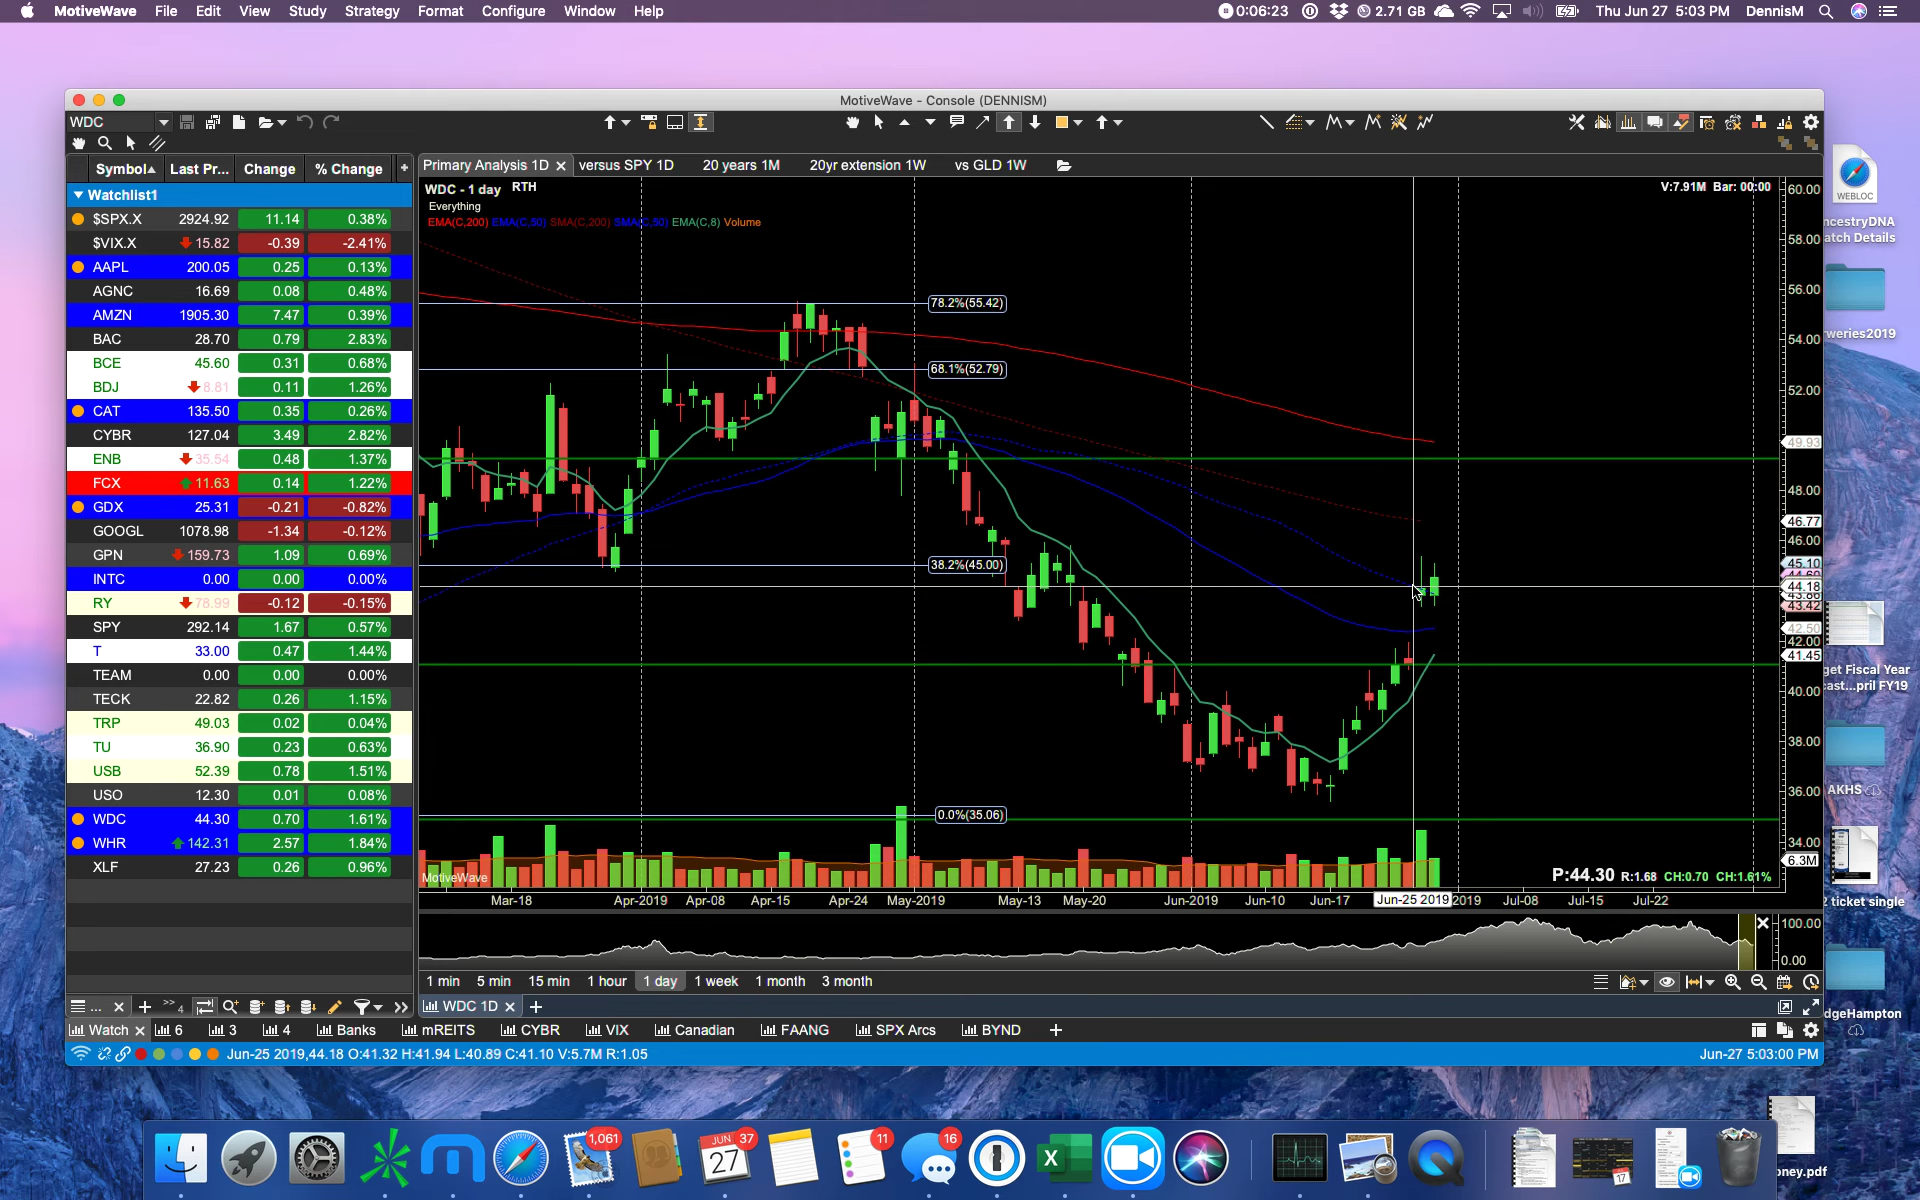 MotiveWave File Edit View Study Strategy Format Configure Window Help 0:06:23 2.71 GB Thu Jun 27 5:03 PM DennisM
MotiveWave - Console (DENNISM)
WDC
Symbol Last Pr... Change % Change +
Primary Analysis 1D versus SPY 1D 20 years 1M 20yr extension 1W vs GLD 1W
Watchlist1
$SPX.X 2924.92 11.14 0.38%
$VIX.X 15.82 -0.39 -2.41%
AAPL 200.05 0.25 0.13%
AGNC 16.69 0.08 0.48%
AMZN 1905.30 7.47 0.39%
BAC 28.70 0.79 2.83%
BCE 45.60 0.31 0.68%
BDJ 8.81 0.11 1.26%
CAT 135.50 0.35 0.26%
CYBR 127.04 3.49 2.82%
ENB 35.54 0.48 1.37%
FCX 11.63 0.14 1.22%
GDX 25.31 -0.21 -0.82%
GOOGL 1078.98 -1.34 -0.12%
GPN 159.73 1.09 0.69%
INTC 0.00 0.00 0.00%
RY 78.99 -0.12 -0.15%
SPY 292.14 1.67 0.57%
T 33.00 0.47 1.44%
TEAM 0.00 0.00 0.00%
TECK 22.82 0.26 1.15%
TRP 49.03 0.02 0.04%
TU 36.90 0.23 0.63%
USB 52.39 0.78 1.51%
USO 12.30 0.01 0.08%
WDC 44.30 0.70 1.61%
WHR 142.31 2.57 1.84%
XLF 27.23 0.26 0.96%
WDC - 1 day RTH
Everything
EMA(C,200) EMA(C,50) SMA(C,200) SMA(C,50) EMA(C,8) Volume
V:7.91M Bar: 00:00
78.2%(55.42)
68.1%(52.79)
38.2%(45.00)
0.0%(35.06)
60.00
58.00
56.00
54.00
52.00
49.93
48.00
46.77
46.00
45.10
44.18
43.42
42.50
42.00
41.45
40.00
38.00
36.00
34.00
6.3M
MotiveWave
P:44.30 R:1.68 CH:0.70 CH:1.61%
Mar-18 Apr-2019 Apr-08 Apr-15 Apr-24 May-2019 May-13 May-20 Jun-2019 Jun-10 Jun-17 Jun-25 2019 2019 Jul-08 Jul-15 Jul-22
100.00
0.00
1 min 5 min 15 min 1 hour 1 day 1 week 1 month 3 month
WDC 1D
Watch 6 3 4 Banks mREITS CYBR VIX Canadian FAANG SPX Arcs BYND
Jun-25 2019,44.18 O:41.32 H:41.94 L:40.89 C:41.10 V:5.7M R:1.05
Jun-27 5:03:00 PM
WEBLOC
ncestryDNA
atch Details
weries2019
get Fiscal Year
cast...pril FY19
AKHS
2 ticket single
dgeHampton
oney.pdf
1,061
JUN 37
27
11
16
X
17